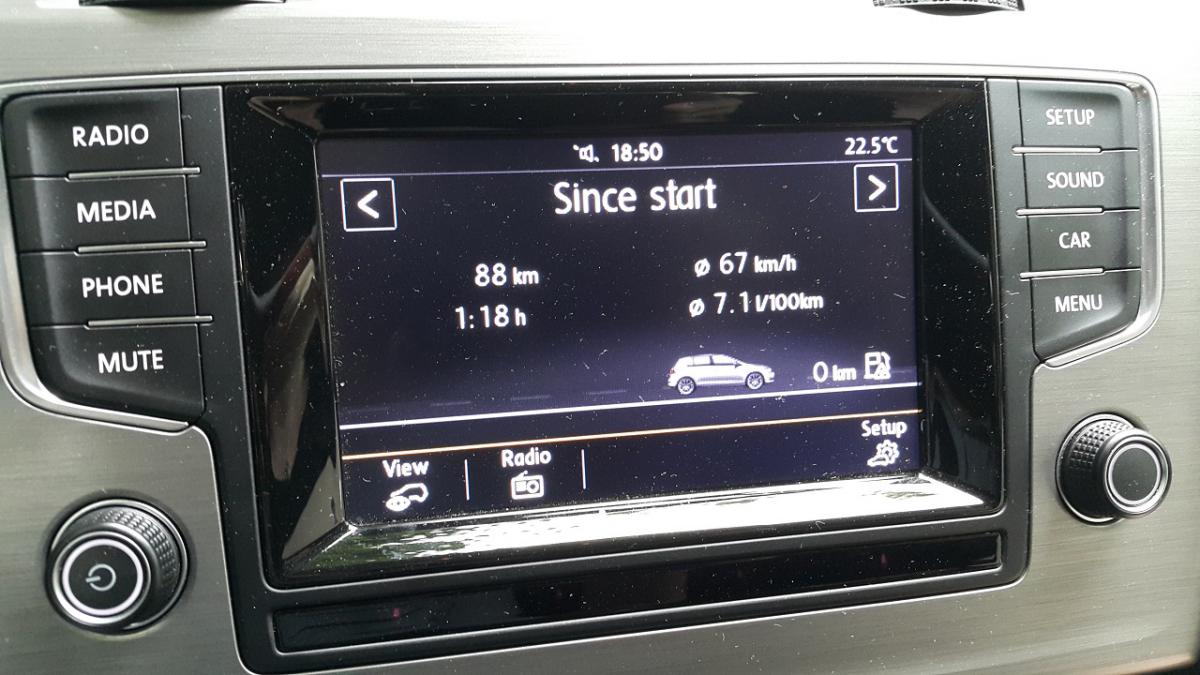 RADIO
MEDIA
PHONE
MUTE
18:50
22.5°C
<
Since start
>
88 km
ø 67 km/h
1:18 h
ø 7.1 l/100km
0 km
View
Radio
Setup
SETUP
SOUND
CAR
MENU